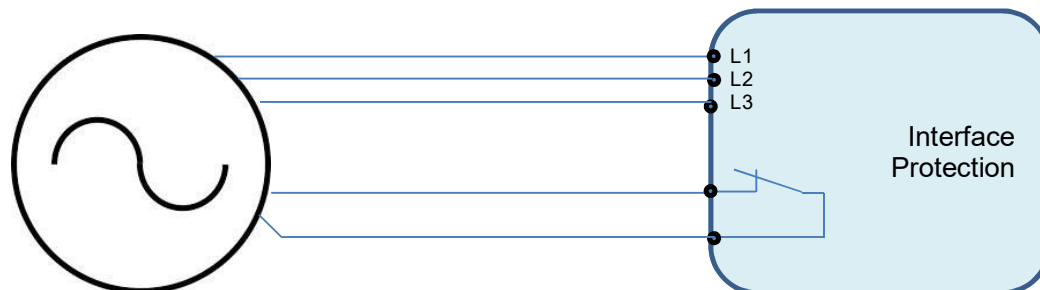 L1
L2
L3
Interface
Protection